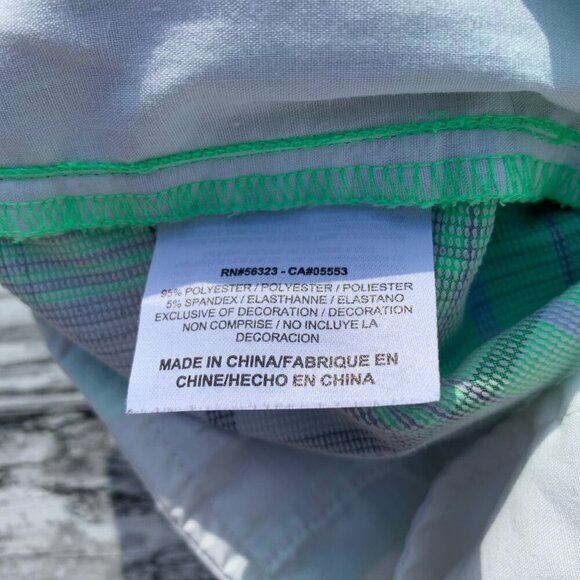 RN#56323 - CA#05553
95% POLYESTER / POLYESTER / POLIESTER
5% SPANDEX / ELASTHANNE / ELASTANO
EXCLUSIVE OF DECORATION / DECORATION
NON COMPRISE / NO INCLUYE LA
DECORACION
MADE IN CHINA/FABRIQUE EN
CHINE/HECHO EN CHINA